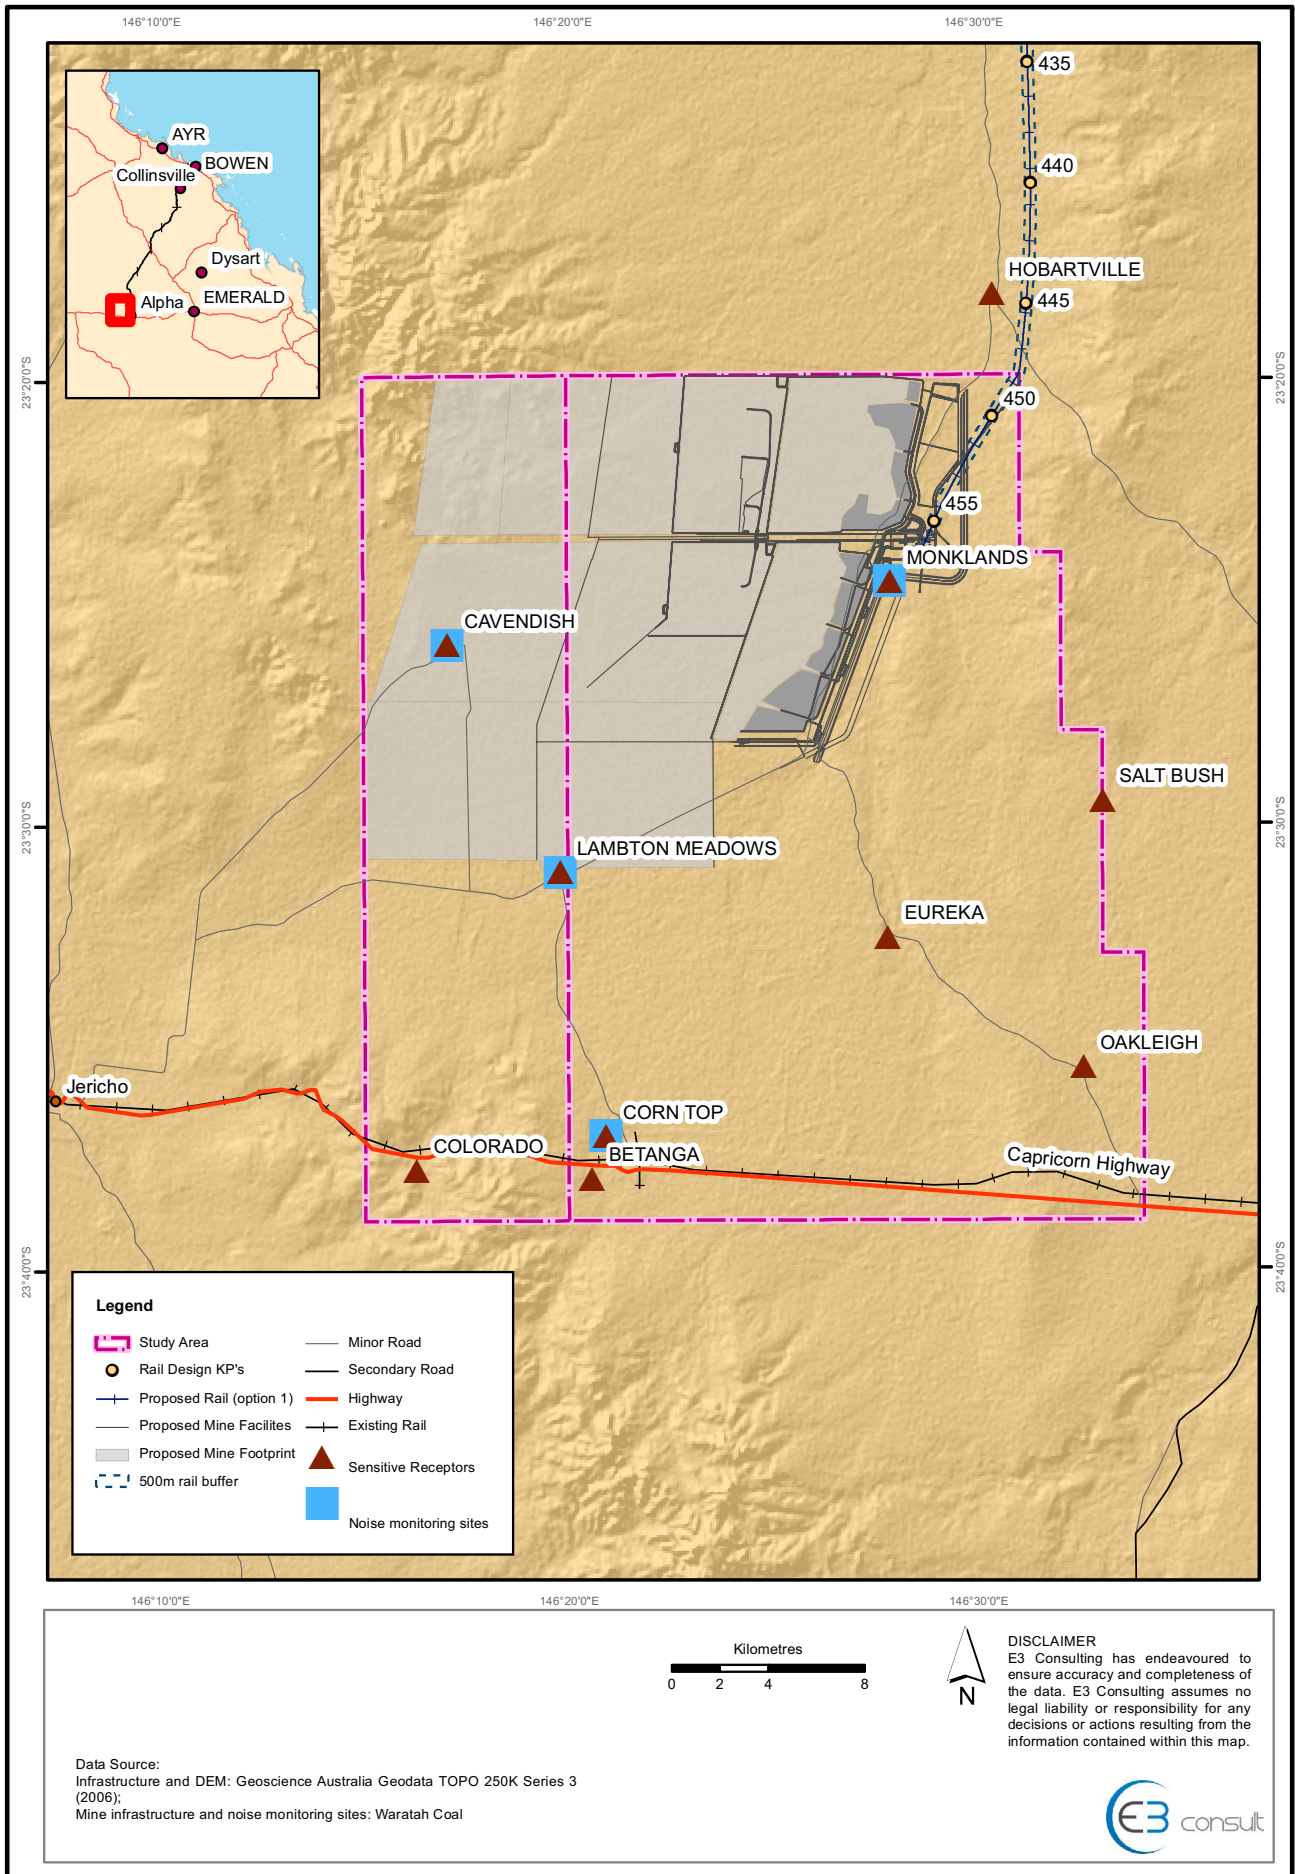 146°10'0"E
146°20'0"E
146°30'0"E
435
AYR
BOWEN
Collinsville
440
Dysart
HOBARTVILLE
EMERALD
Alpha
445
23°20'0"S
23°20'0"S
450
455
MONKLANDS
CAVENDISH
SALT BUSH
23°30'0"S
23°30'0"S
LAMBTON MEADOWS
EUREKA
OAKLEIGH
Jericho
CORN TOP
COLORADO
BETANGA
Capricorn Highway
23°40'0"S
23°40'0"S
Legend
Study Area
Minor Road
Rail Design KP's
Secondary Road
Proposed Rail (option 1)
Highway
Proposed Mine Facilites
Existing Rail
Proposed Mine Footprint
Sensitive Receptors
500m rail buffer
Noise monitoring sites
146°10'0"E
146°20'0"E
146°30'0"E
Kilometres
0 2 4 8
N
DISCLAIMER
E3 Consulting has endeavoured to
ensure accuracy and completeness of
the data. E3 Consulting assumes no
legal liability or responsibility for any
decisions or actions resulting from the
information contained within this map.
Data Source:
Infrastructure and DEM: Geoscience Australia Geodata TOPO 250K Series 3
(2006);
Mine infrastructure and noise monitoring sites: Waratah Coal
E3 consult